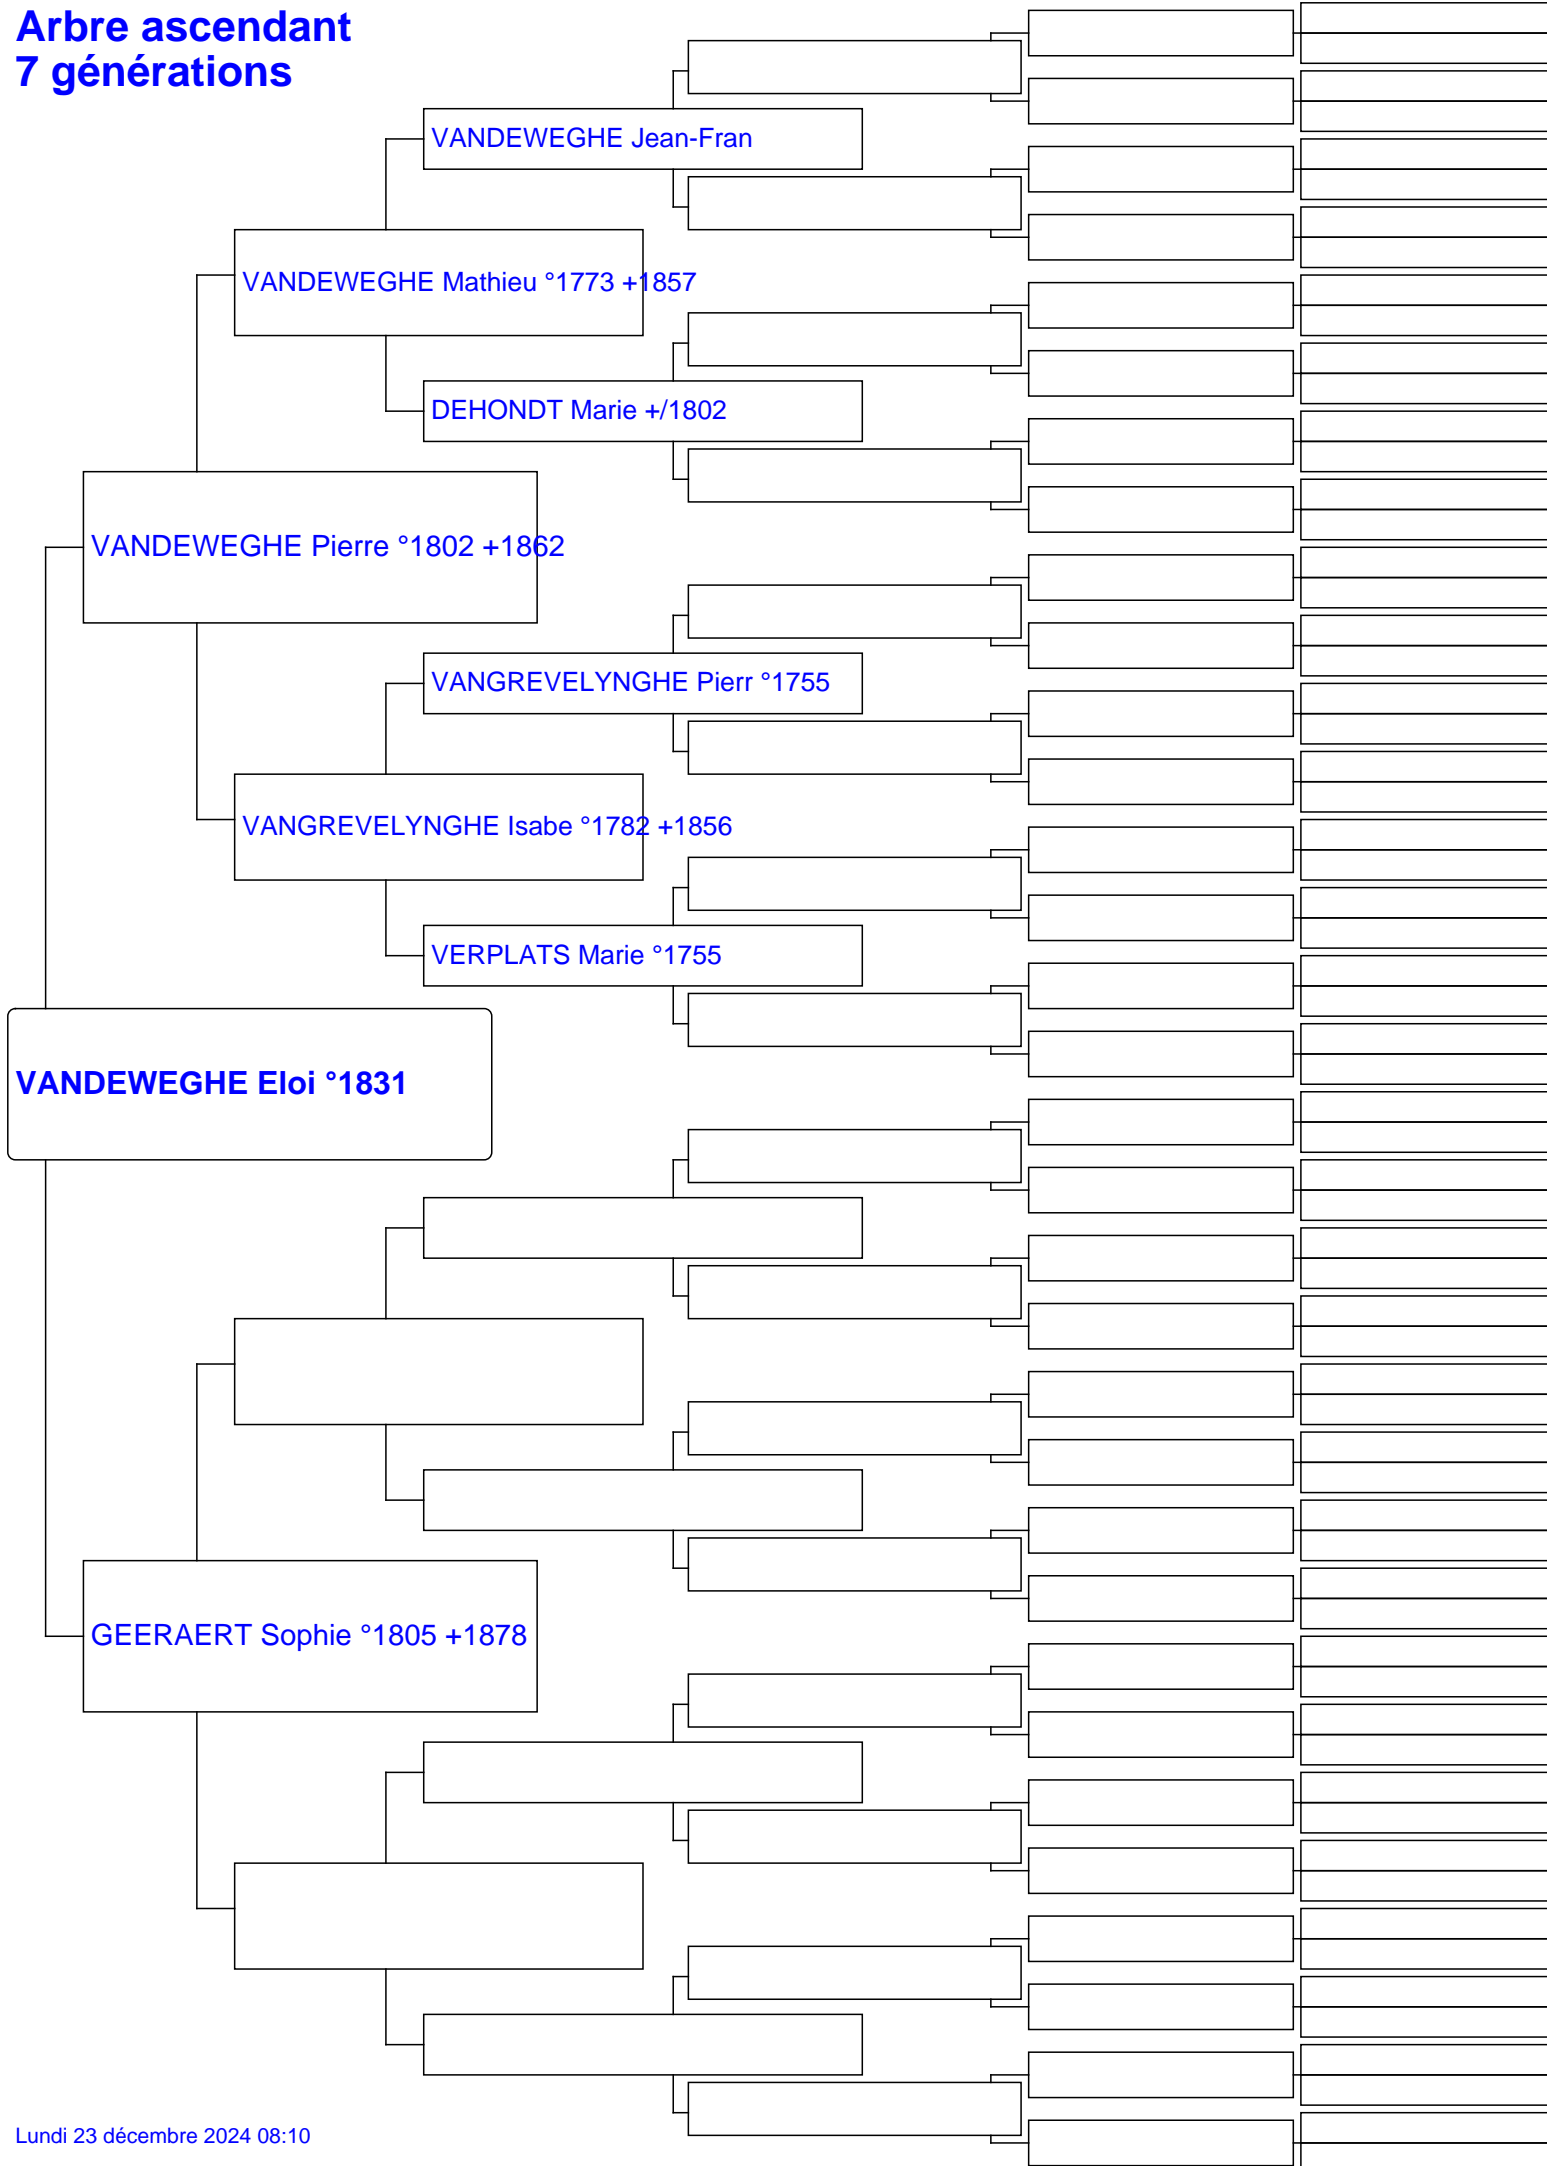 Arbre ascendant
7 générations
VANDEWEGHE Jean-Fran
VANDEWEGHE Mathieu °1773 +1857
DEHONDT Marie +/1802
VANDEWEGHE Pierre °1802 +1862
VANGREVELYNGHE Pierr °1755
VANGREVELYNGHE Isabe °1782 +1856
VERPLATS Marie °1755
VANDEWEGHE Eloi °1831
GEERAERT Sophie °1805 +1878
Lundi 23 décembre 2024 08:10